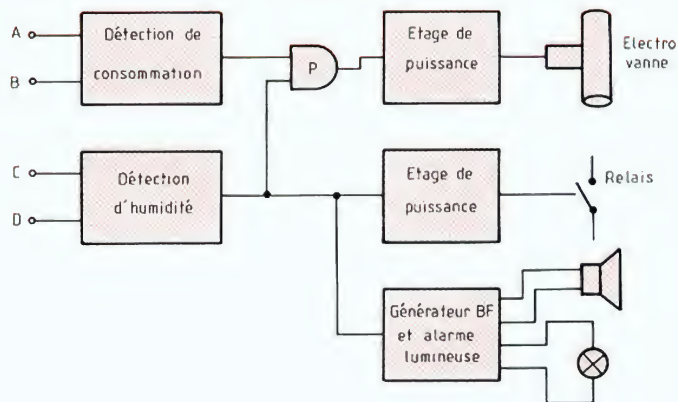 A
B
Détection de
consommation
P
Etage de
puissance
Electro
vanne
C
D
Détection
d'humidité
Etage de
puissance
Relais
Générateur BF
et alarme
lumineuse